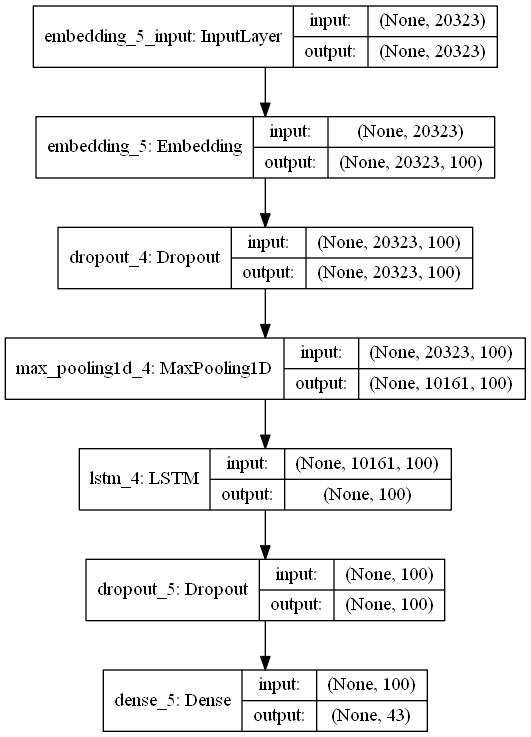 embedding_5_input: InputLayer input: (None, 20323)
output: (None, 20323)
embedding_5: Embedding input: (None, 20323)
output: (None, 20323, 100)
dropout_4: Dropout input: (None, 20323, 100)
output: (None, 20323, 100)
max_pooling1d_4: MaxPooling1D input: (None, 20323, 100)
output: (None, 10161, 100)
lstm_4: LSTM input: (None, 10161, 100)
output: (None, 100)
dropout_5: Dropout input: (None, 100)
output: (None, 100)
dense_5: Dense input: (None, 100)
output: (None, 43)